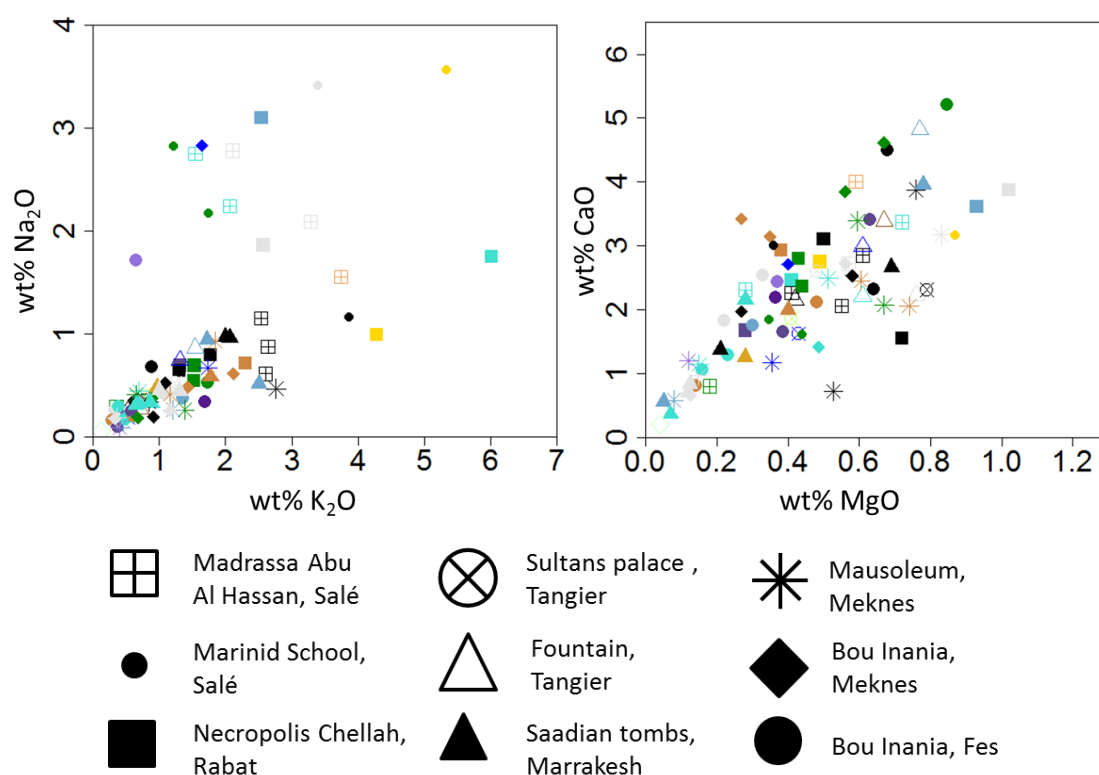 4
3
2
1
0
wt% Na₂O
0 1 2 3 4 5 6 7
wt% K₂O
6
5
4
3
2
1
0
wt% CaO
0.0 0.2 0.4 0.6 0.8 1.0 1.2
wt% MgO
Madrassa Abu
Al Hassan, Salé
Sultans palace ,
Tangier
Mausoleum,
Meknes
Marinid School,
Salé
Fountain,
Tangier
Bou Inania,
Meknes
Necropolis Chellah,
Rabat
Saadian tombs,
Marrakesh
Bou Inania, Fes